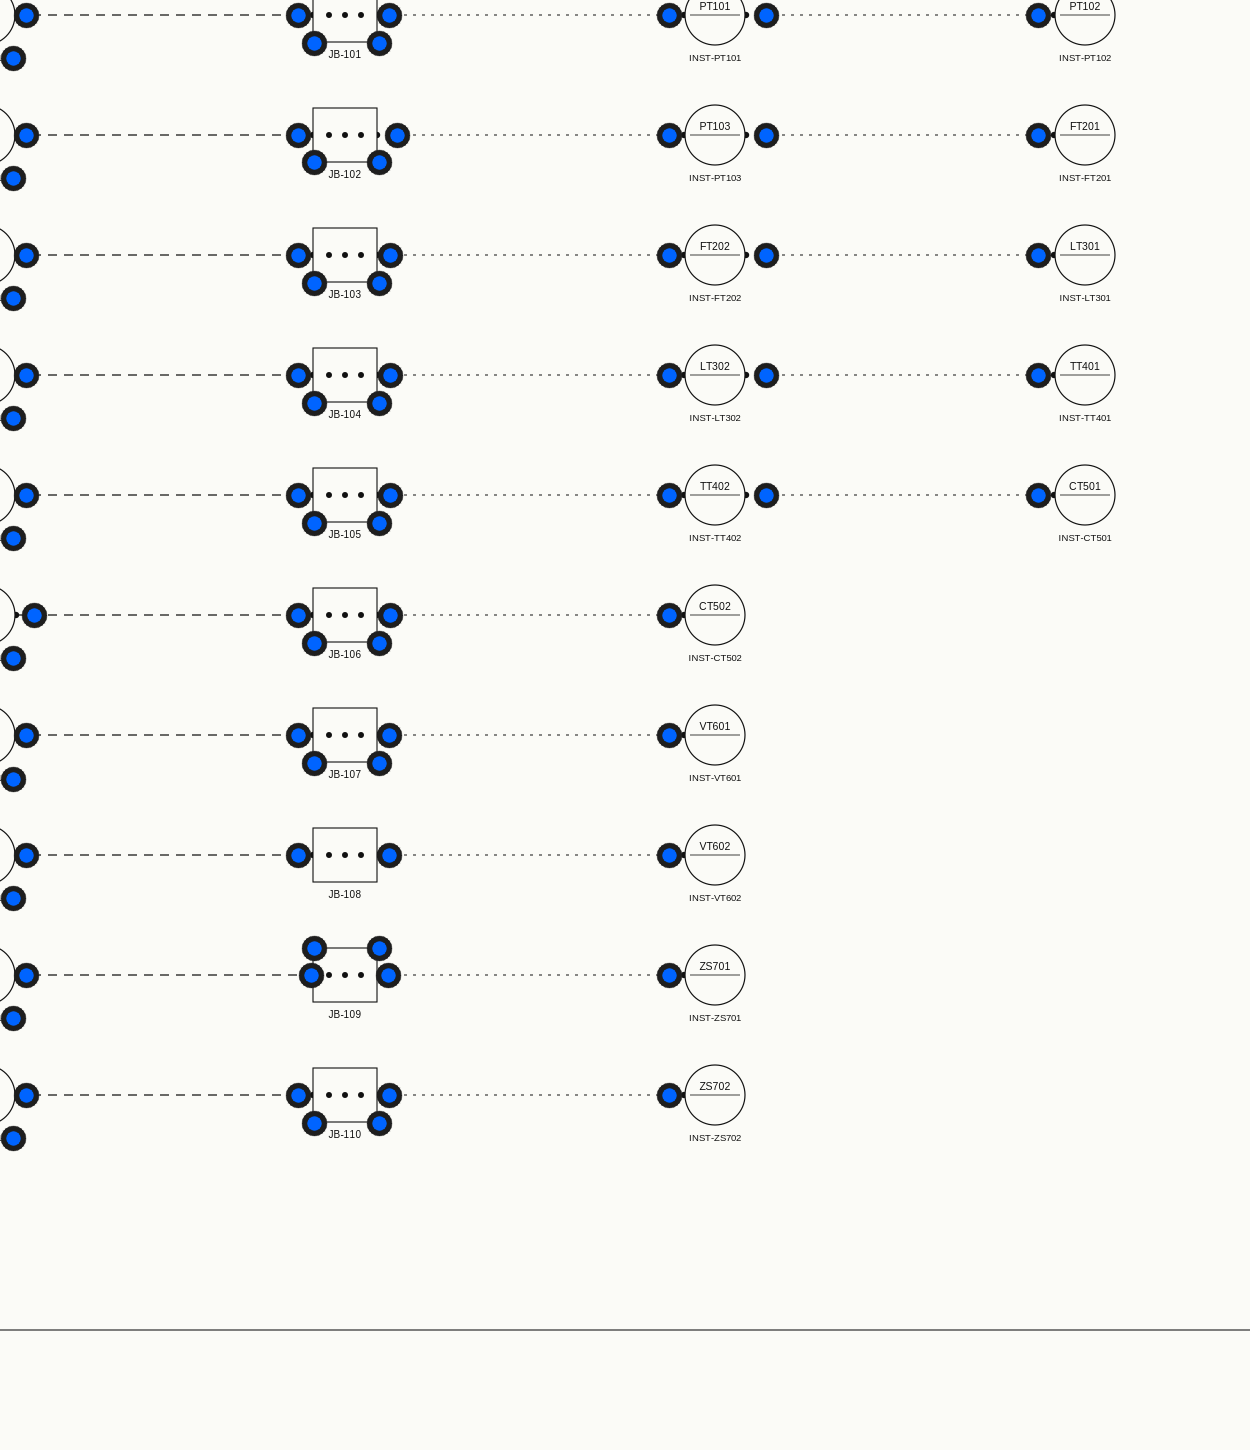 PT101 PT102
JB-101 INST-PT101 INST-PT102
PT103 FT201
JB-102 INST-PT103 INST-FT201
FT202 LT301
JB-103 INST-FT202 INST-LT301
LT302 TT401
JB-104 INST-LT302 INST-TT401
TT402 CT501
JB-105 INST-TT402 INST-CT501
CT502
JB-106 INST-CT502
VT601
JB-107 INST-VT601
VT602
JB-108 INST-VT602
ZS701
JB-109 INST-ZS701
ZS702
JB-110 INST-ZS702